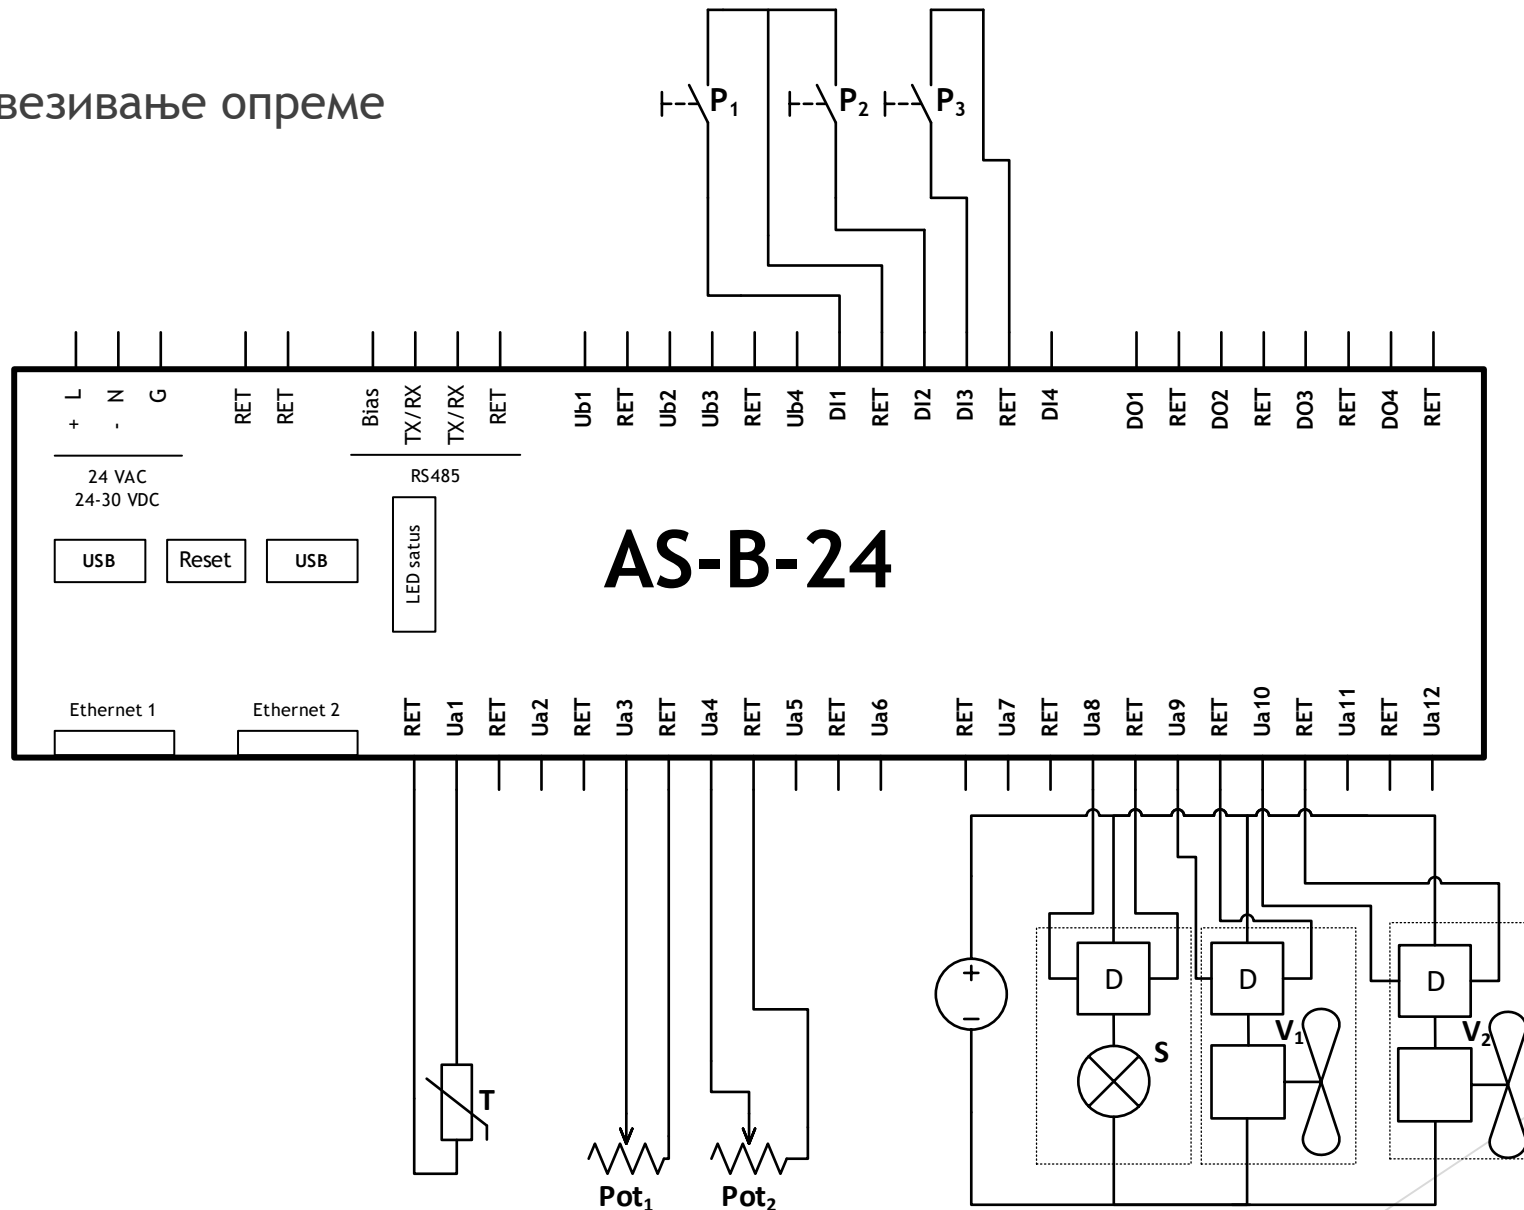 везивање опреме
P1
P2
P3
+ L
- N
G
RET
RET
Bias
TX/RX
TX/RX
RET
Ub1
RET
Ub2
Ub3
RET
Ub4
DI1
RET
DI2
DI3
RET
DI4
DO1
RET
DO2
RET
DO3
RET
DO4
RET
24 VAC
24-30 VDC
RS485
USB
Reset
USB
LED satus
AS-B-24
Ethernet 1
Ethernet 2
RET
Ua1
RET
Ua2
RET
Ua3
RET
Ua4
RET
Ua5
RET
Ua6
RET
Ua7
RET
Ua8
RET
Ua9
RET
Ua10
RET
Ua11
RET
Ua12
+
−
D
D
D
S
V1
V2
T
Pot1
Pot2